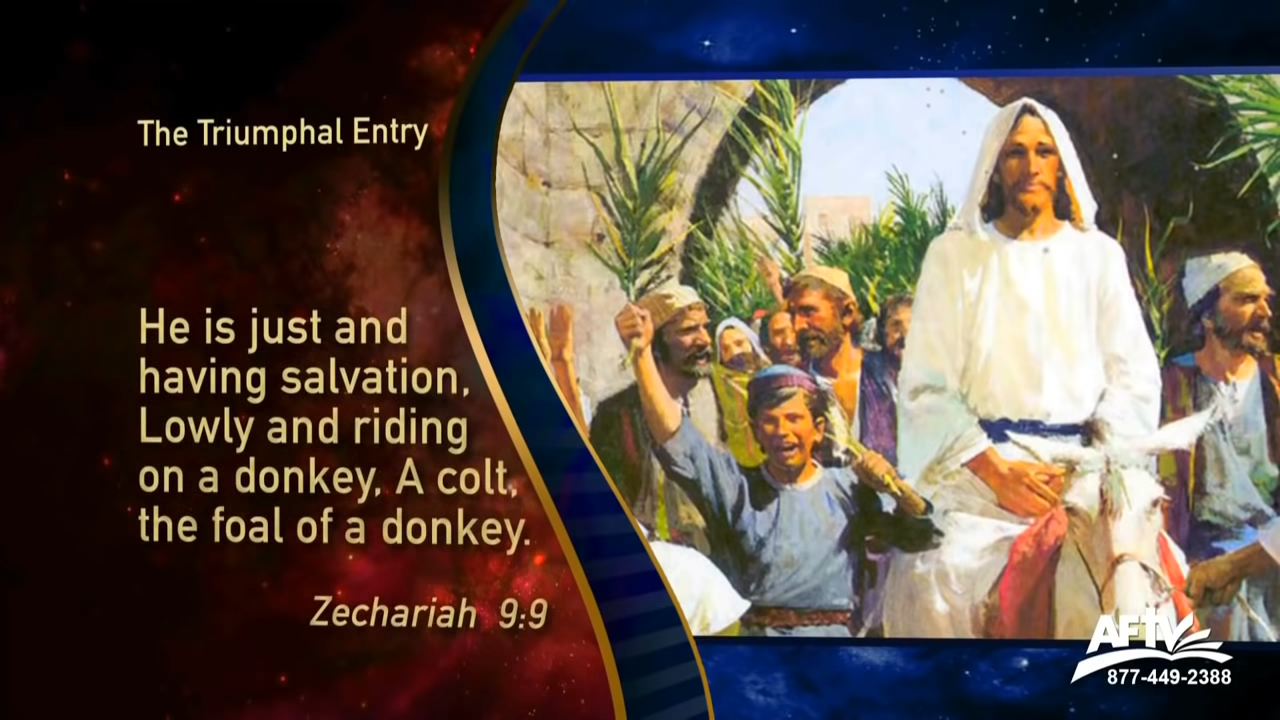 The Triumphal Entry
He is just and
having salvation,
Lowly and riding
on a donkey, A colt,
the foal of a donkey.
Zechariah 9:9
AFTV
877-449-2388